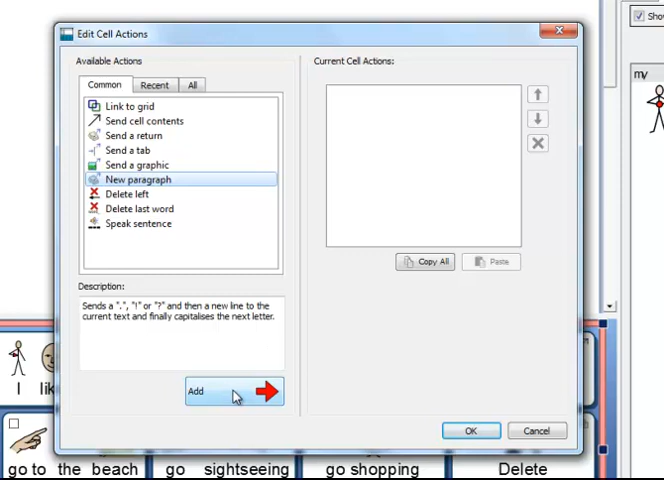 Edit Cell Actions
Available Actions
Common
Recent
All
Link to grid
Send cell contents
Send a return
Send a tab
Send a graphic
New paragraph
Delete left
Delete last word
Speak sentence
Description:
Sends a ".", "!" or "?" and then a new line to the
current text and finally capitalises the next letter.
Add
Current Cell Actions:
Copy All
Paste
OK
Cancel
my
I
go to the beach
go sightseeing
go shopping
Delete